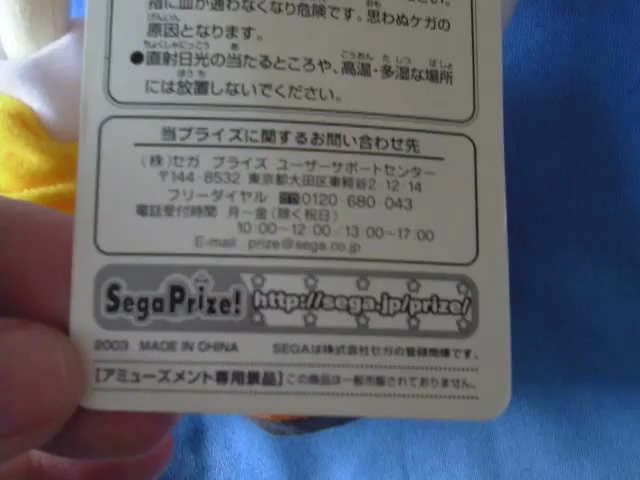 指に血が通わなくなり危険です。思わぬケガの
原因となります。
●直射日光の当たるところや、高温・多湿な場所
には放置しないでください。
当プライズに関するお問い合わせ先
(株)セガ プライズ ユーザーサポートセンター
〒144-8532 東京都大田区東糀谷2 12 14
フリーダイヤル 0120 680 043
電話受付時間 月〜金(除く祝日)
10:00〜12:00/13:00〜17:00
E-mail prize@sega.co.jp
SegaPrize! http://sega.jp/prize/
2003 MADE IN CHINA SEGAは株式会社セガの登録商標です。
[アミューズメント専用景品]この商品は一般市販されておりません。